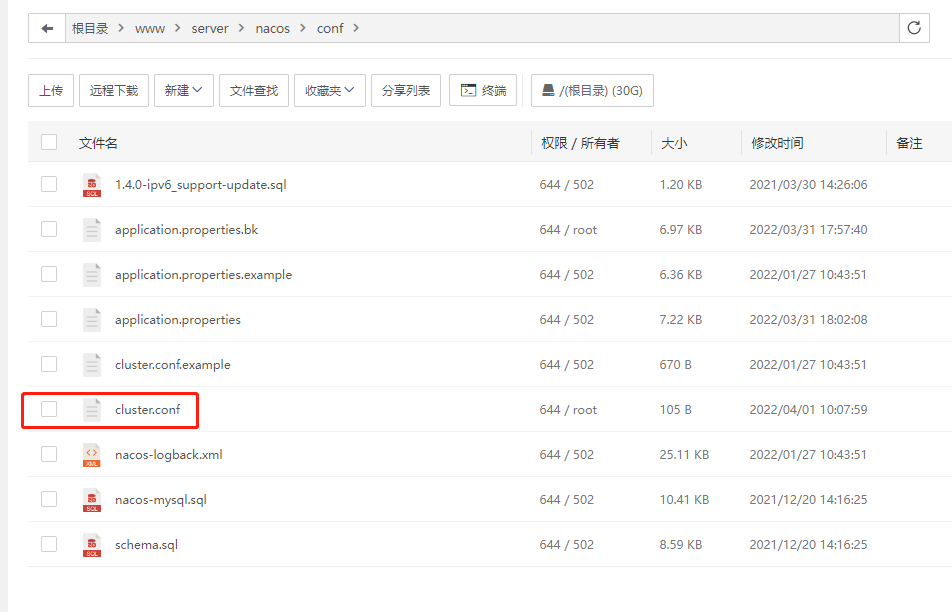 根目录 > www > server > nacos > conf >
上传 远程下载 新建 文件查找 收藏夹 分享列表 终端 /(根目录) (30G)
文件名 权限 / 所有者 大小 修改时间 备注
SQL 1.4.0-ipv6_support-update.sql 644 / 502 1.20 KB 2021/03/30 14:26:06
application.properties.bk 644 / root 6.97 KB 2022/03/31 17:57:40
application.properties.example 644 / 502 6.36 KB 2022/01/27 10:43:51
application.properties 644 / 502 7.22 KB 2022/03/31 18:02:08
cluster.conf.example 644 / 502 670 B 2022/01/27 10:43:51
cluster.conf 644 / root 105 B 2022/04/01 10:07:59
XML nacos-logback.xml 644 / 502 25.11 KB 2022/01/27 10:43:51
SQL nacos-mysql.sql 644 / 502 10.41 KB 2021/12/20 14:16:25
SQL schema.sql 644 / 502 8.59 KB 2021/12/20 14:16:25